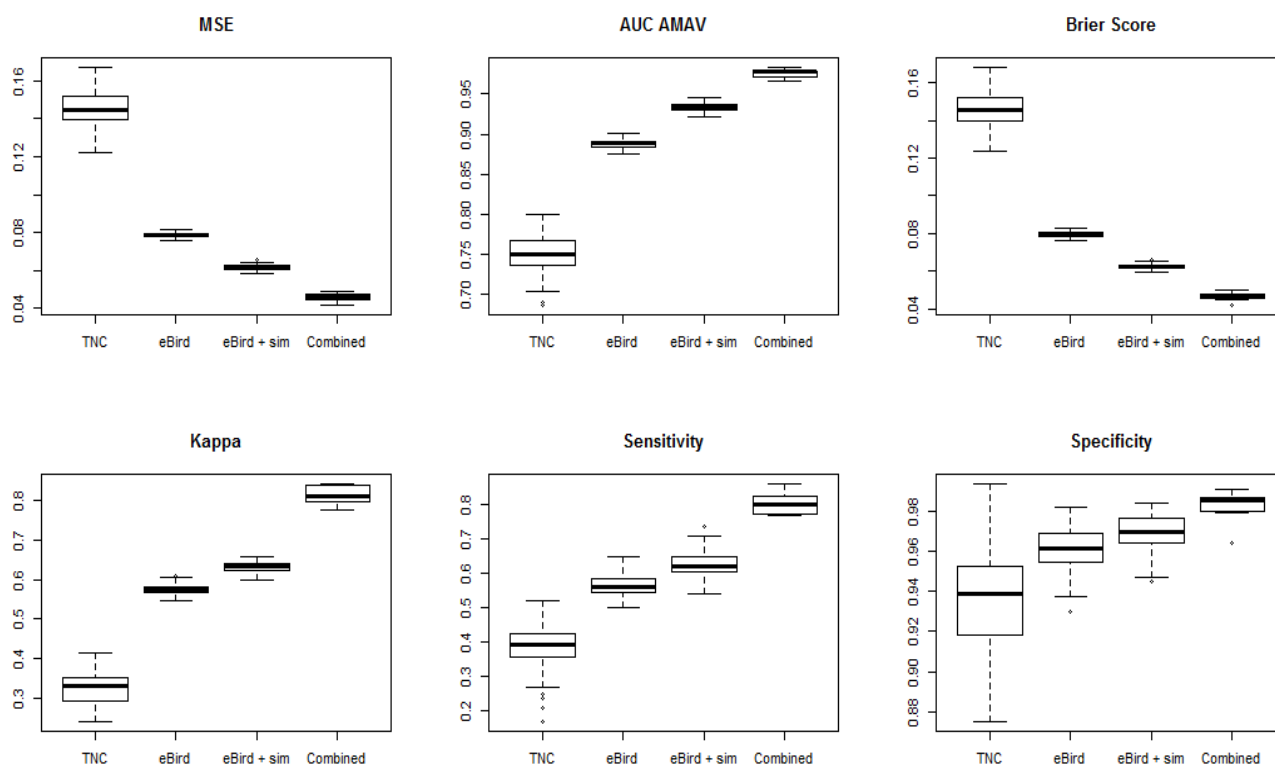 MSE
0.16
0.12
0.08
0.04
TNC eBird eBird + sim Combined
AUC AMAV
0.95
0.90
0.85
0.80
0.75
0.70
TNC eBird eBird + sim Combined
Brier Score
0.16
0.12
0.08
0.04
TNC eBird eBird + sim Combined
Kappa
0.8
0.7
0.6
0.5
0.4
0.3
TNC eBird eBird + sim Combined
Sensitivity
0.8
0.7
0.6
0.5
0.4
0.3
0.2
TNC eBird eBird + sim Combined
Specificity
0.98
0.96
0.94
0.92
0.90
0.88
TNC eBird eBird + sim Combined